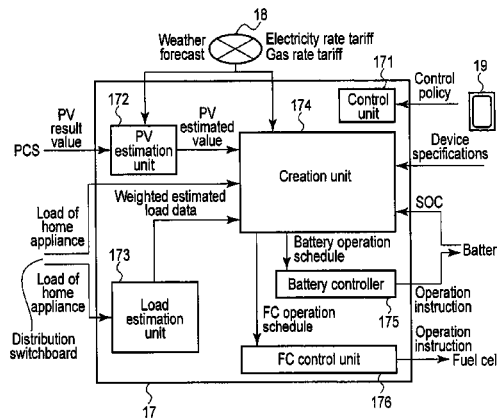 18
Weather forecast
Electricity rate tariff
Gas rate tariff
19
171
Control unit
Control policy
172
174
PV result value
PV estimated value
PCS
PV estimation unit
Device specifications
Creation unit
Weighted estimated load data
SOC
Load of home appliance
Battery operation schedule
Batter
173
Load of home appliance
Battery controller
Load estimation unit
FC operation schedule
175
Operation instruction
Distribution switchboard
Operation instruction
FC control unit
Fuel cel
17
176